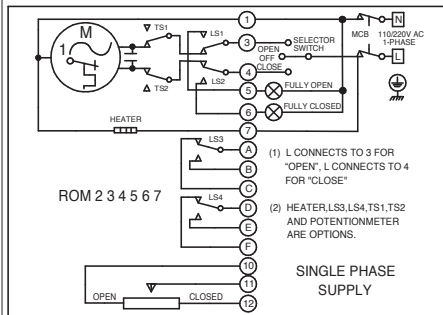 M
1
TS1
TS2
LS1
LS2
1
3
4
5
6
7
SELECTOR
SWITCH
OPEN
OFF
CLOSE
FULLY OPEN
FULLY CLOSED
MCB
110/220V AC
1-PHASE
N
L
HEATER
LS3
A
B
C
LS4
D
E
F
ROM 2 3 4 5 6 7
(1) L CONNECTS TO 3 FOR
"OPEN", L CONNECTS TO 4
FOR "CLOSE"
(2) HEATER,LS3,LS4,TS1,TS2
AND POTENTIONMETER
ARE OPTIONS.
10
11
12
OPEN
CLOSED
SINGLE PHASE
SUPPLY